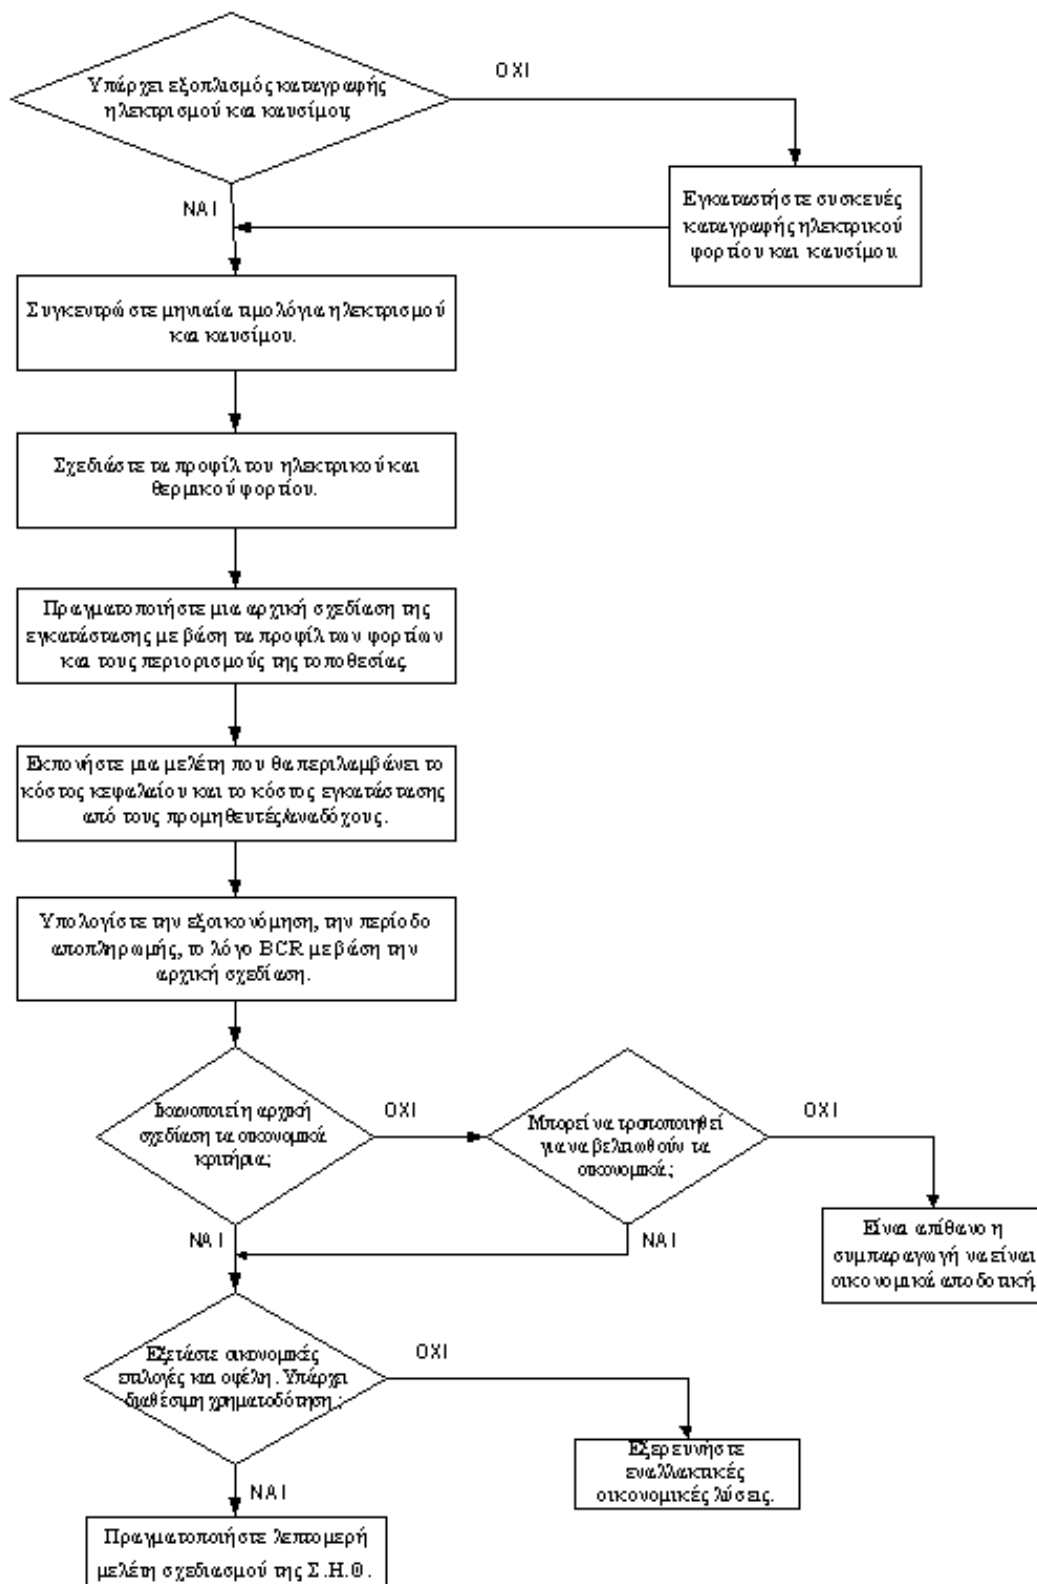 Υπάρχει εξοπλισμός καταγραφής
ηλεκτρισμού και καυσίμου;
ΟΧΙ
ΝΑΙ
Εγκαταστήστε συσκευές
καταγραφής ηλεκτρικού
φορτίου και καυσίμου.
Συγκεντρώστε μηνιαία τιμολόγια ηλεκτρισμού
και καυσίμου.
Σχεδιάστε τα προφίλ του ηλεκτρικού και
θερμικού φορτίου.
Πραγματοποιήστε μια αρχική σχεδίαση της
εγκατάστασης με βάση τα προφίλ των φορτίων
και τους περιορισμούς της τοποθεσίας.
Εκπονήστε μια μελέτη που θα περιλαμβάνει το
κόστος κεφαλαίου και το κόστος εγκατάστασης
από τους προμηθευτές/αναδόχους.
Υπολογίστε την εξοικονόμηση, την περίοδο
αποπληρωμής, το λόγο BCR με βάση την
αρχική σχεδίαση.
Ικανοποιεί η αρχική
σχεδίαση τα οικονομικά
κριτήρια;
ΟΧΙ
ΝΑΙ
Μπορεί να τροποποιηθεί
για να βελτιωθούν τα
οικονομικά;
ΟΧΙ
ΝΑΙ
Είναι απίθανο η
συμπαραγωγή να είναι
οικονομικά αποδοτική.
Εξετάστε οικονομικές
επιλογές και οφέλη. Υπάρχει
διαθέσιμη χρηματοδότηση;
ΟΧΙ
ΝΑΙ
Εξερευνήστε
εναλλακτικές
οικονομικές λύσεις.
Πραγματοποιήστε λεπτομερή
μελέτη σχεδιασμού της Σ.Η.Θ.